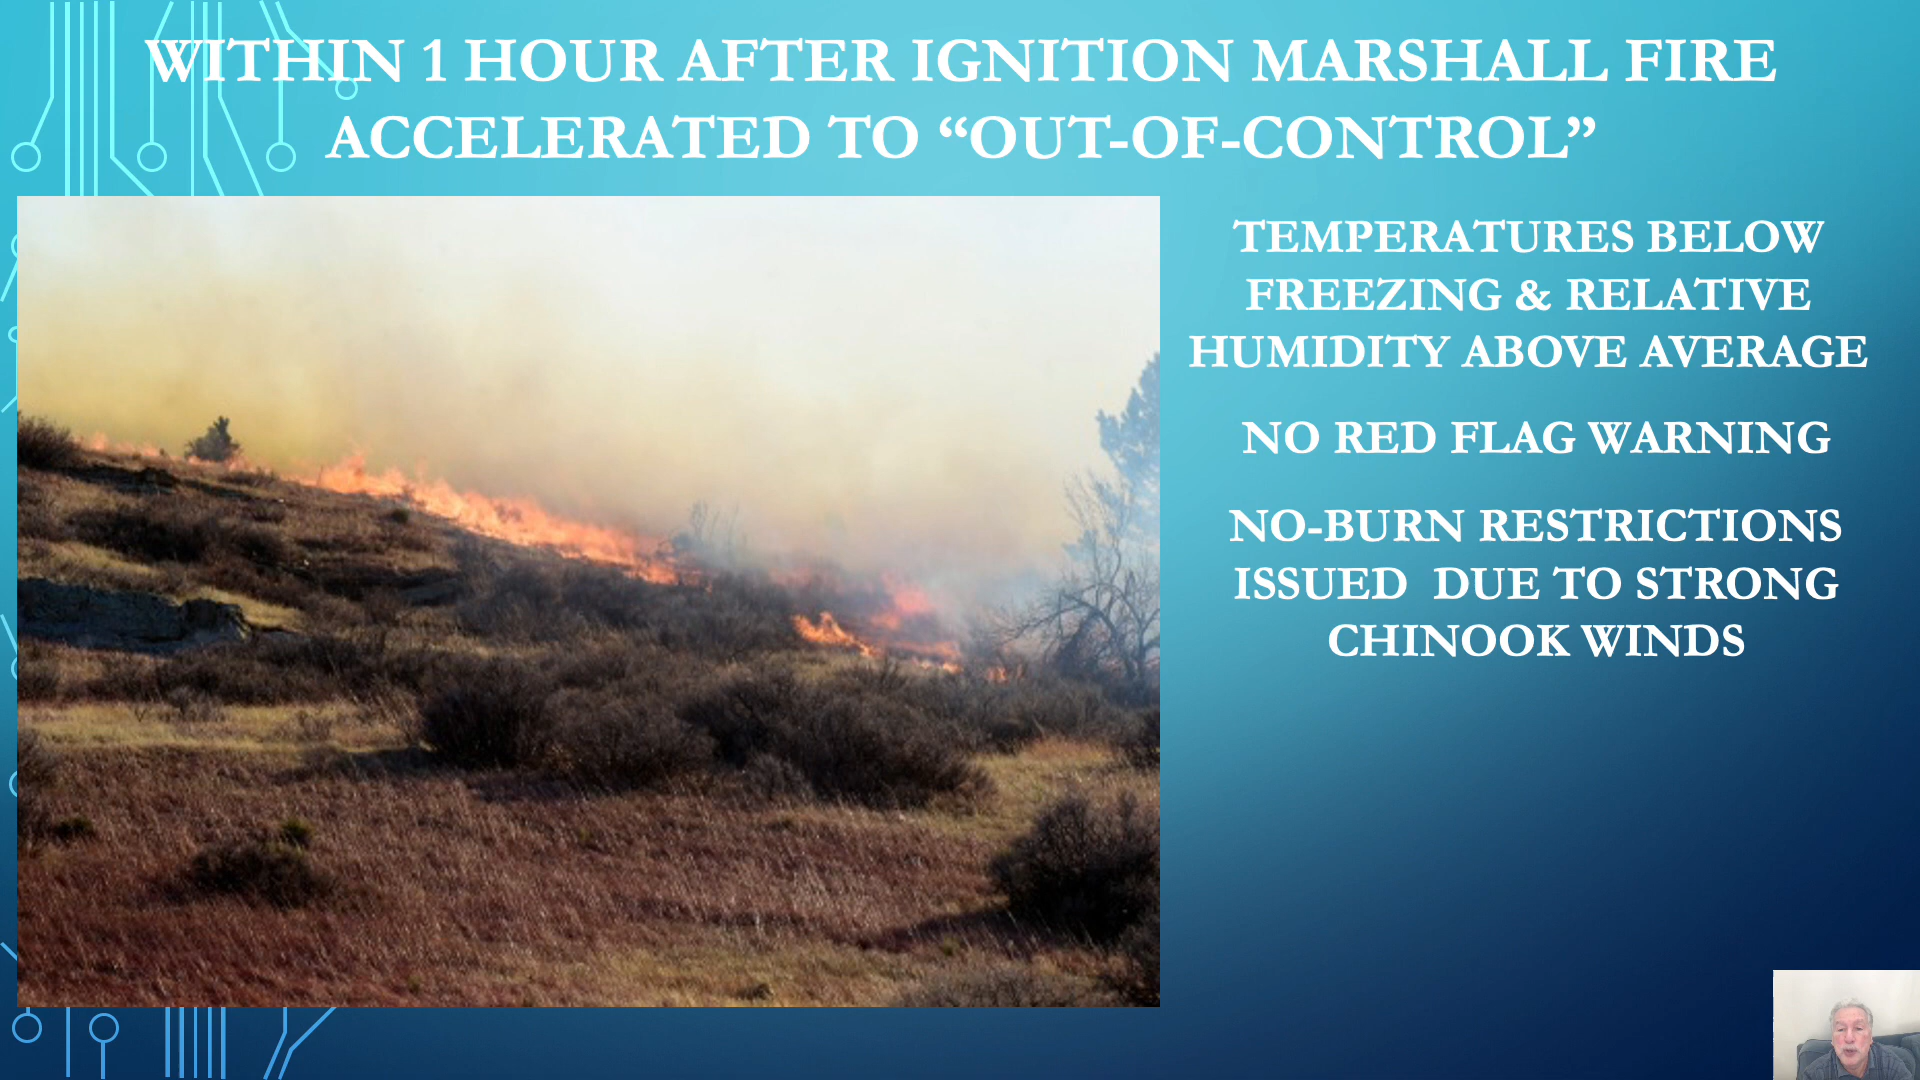 WITHIN 1 HOUR AFTER IGNITION MARSHALL FIRE
ACCELERATED TO “OUT-OF-CONTROL”
TEMPERATURES BELOW
FREEZING & RELATIVE
HUMIDITY ABOVE AVERAGE
NO RED FLAG WARNING
NO-BURN RESTRICTIONS
ISSUED DUE TO STRONG
CHINOOK WINDS